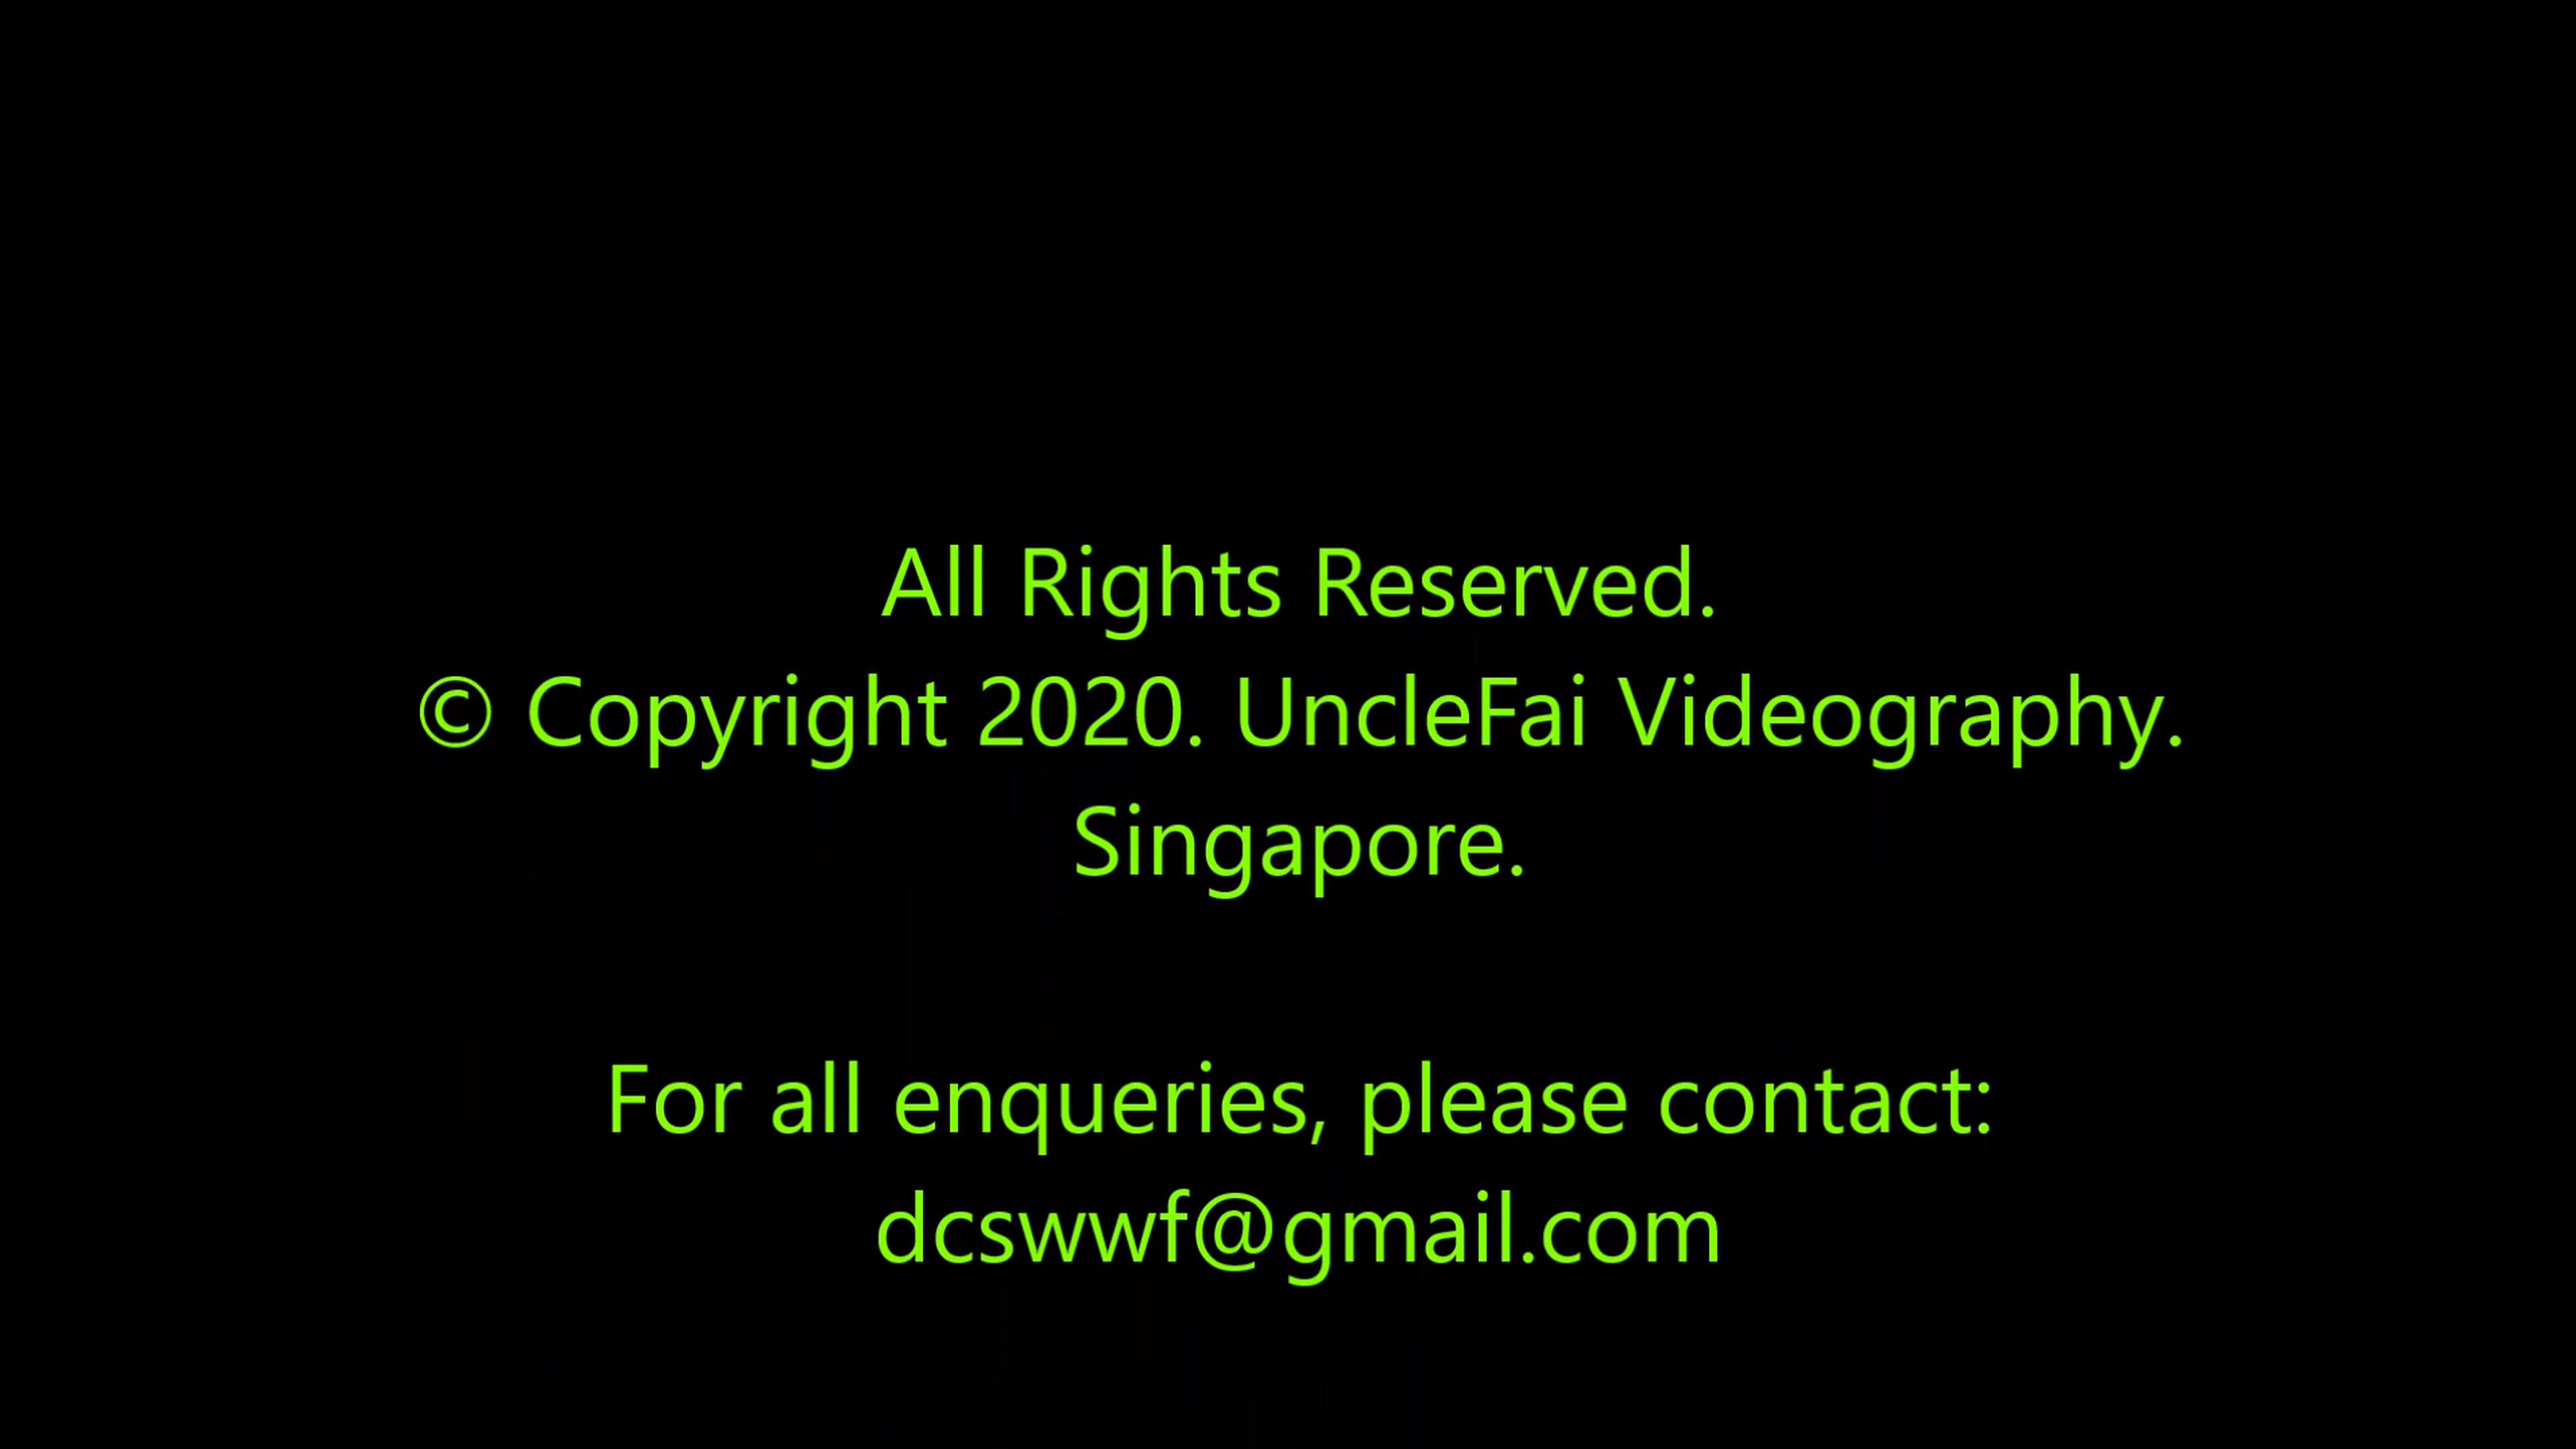 All Rights Reserved.
© Copyright 2020. UncleFai Videography.
Singapore.
For all enqueries, please contact:
dcswwf@gmail.com